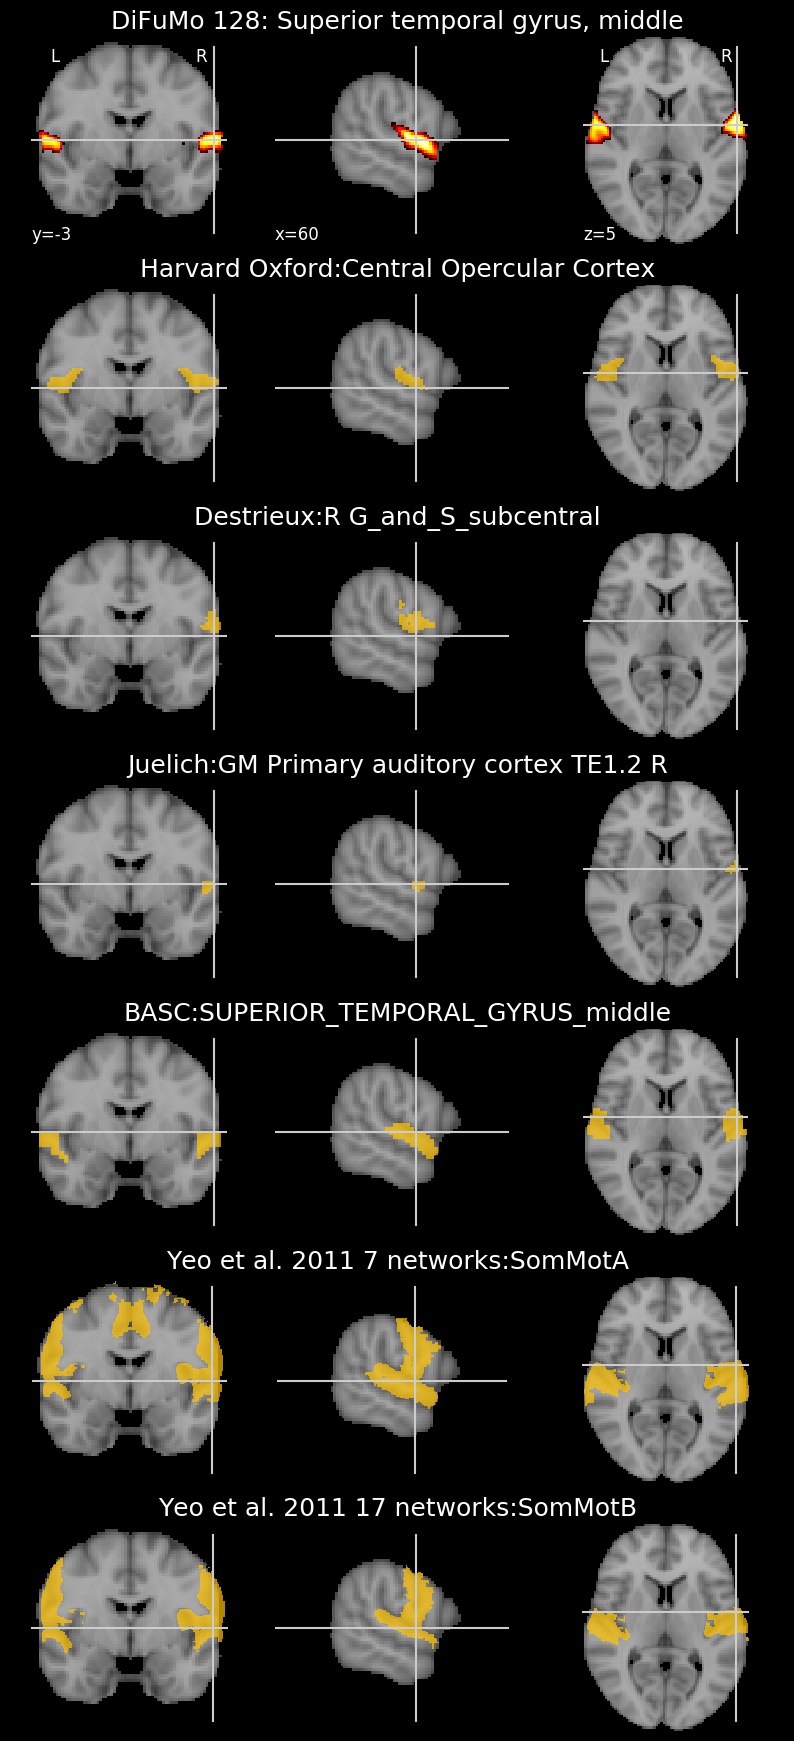 DiFuMo 128: Superior temporal gyrus, middle
L R L R
y=-3 x=60 z=5
Harvard Oxford:Central Opercular Cortex
Destrieux:R G_and_S_subcentral
Juelich:GM Primary auditory cortex TE1.2 R
BASC:SUPERIOR_TEMPORAL_GYRUS_middle
Yeo et al. 2011 7 networks:SomMotA
Yeo et al. 2011 17 networks:SomMotB